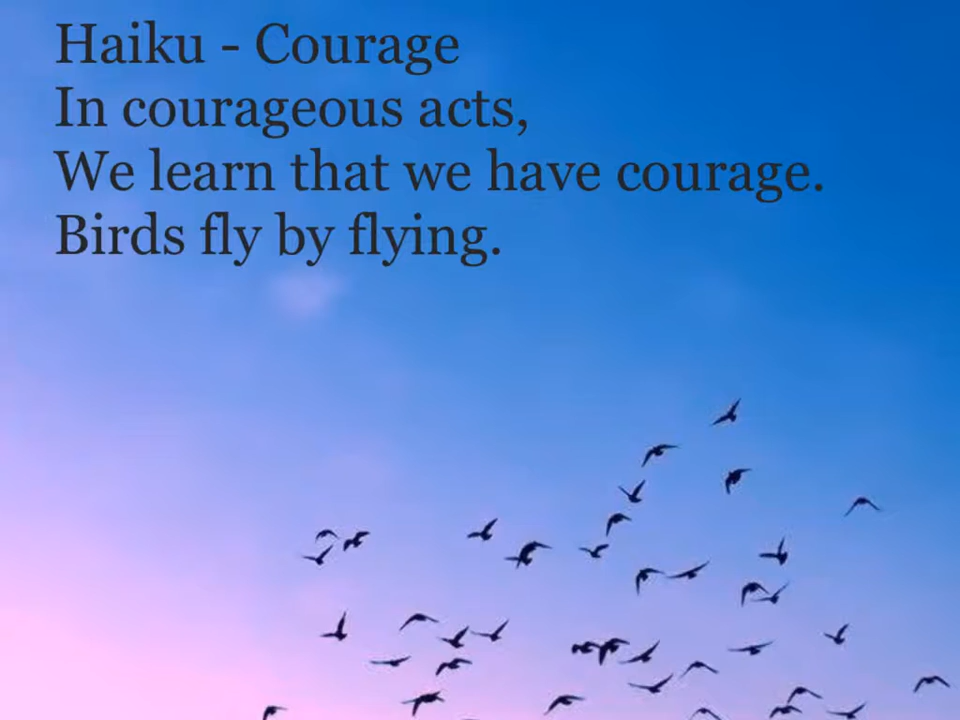 Haiku - Courage
In courageous acts,
We learn that we have courage.
Birds fly by flying.